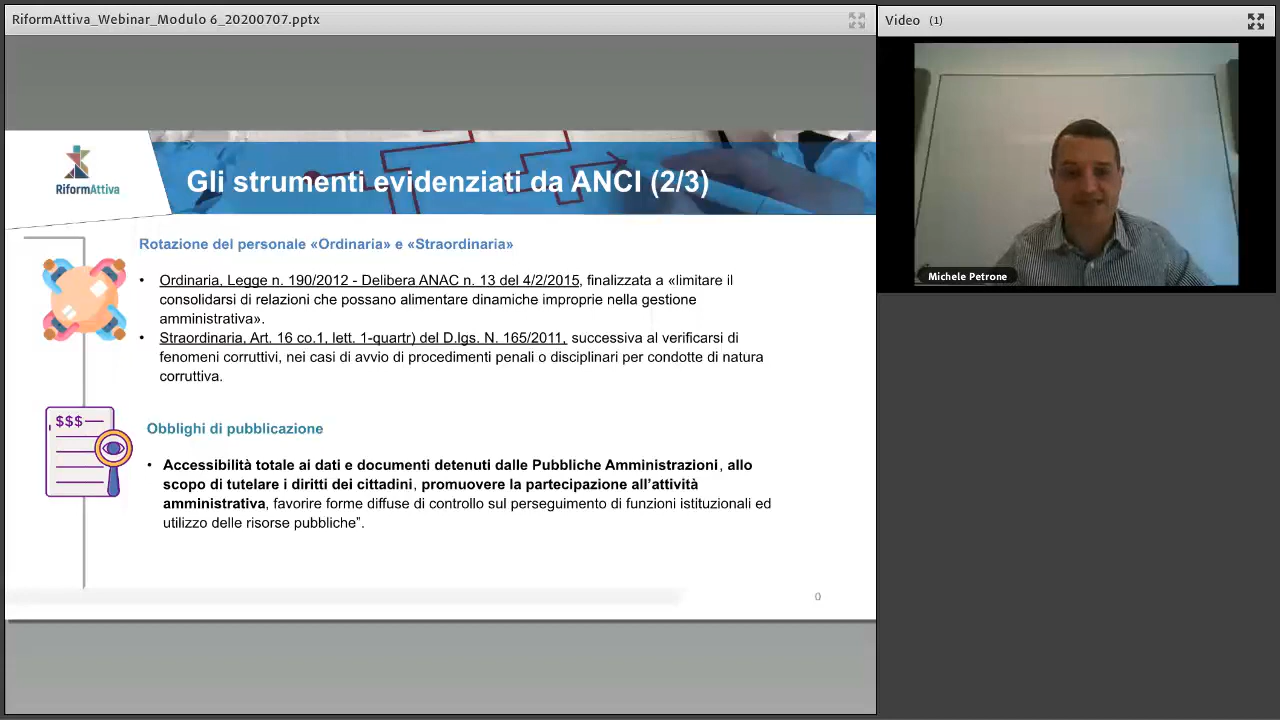 RiformAttiva_Webinar_Modulo 6_20200707.pptx
Video (1)
RiformAttiva
Gli strumenti evidenziati da ANCI (2/3)
Michele Petrone
Rotazione del personale «Ordinaria» e «Straordinaria»
• Ordinaria, Legge n. 190/2012 - Delibera ANAC n. 13 del 4/2/2015, finalizzata a «limitare il
consolidarsi di relazioni che possano alimentare dinamiche improprie nella gestione
amministrativa».
• Straordinaria, Art. 16 co.1, lett. 1-quartr) del D.lgs. N. 165/2011, successiva al verificarsi di
fenomeni corruttivi, nei casi di avvio di procedimenti penali o disciplinari per condotte di natura
corruttiva.
$$$
Obblighi di pubblicazione
• Accessibilità totale ai dati e documenti detenuti dalle Pubbliche Amministrazioni, allo
scopo di tutelare i diritti dei cittadini, promuovere la partecipazione all'attività
amministrativa, favorire forme diffuse di controllo sul perseguimento di funzioni istituzionali ed
utilizzo delle risorse pubbliche”.
0